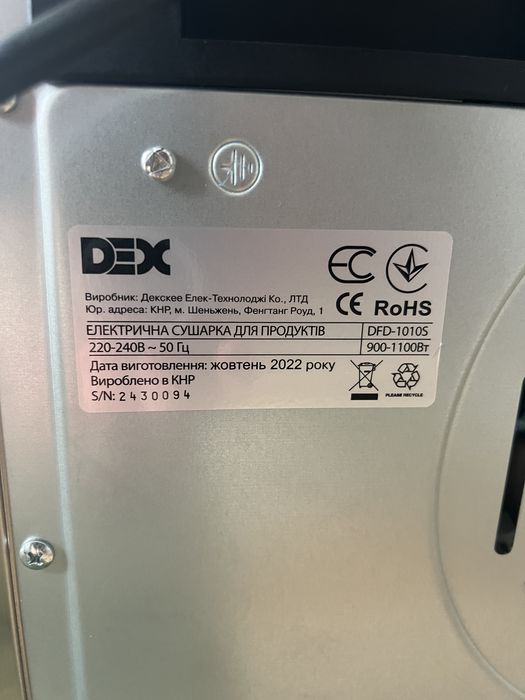 DEX
Виробник: Декскее Елек-Технолоджі Ко., ЛТД
Юр. адреса: КНР, м. Шеньжень, Фенгтанг Роуд, 1
CE RoHS
ЕЛЕКТРИЧНА СУШАРКА ДЛЯ ПРОДУКТІВ DFD-1010S
220-240В ~ 50 Гц 900-1100Вт
Дата виготовлення: жовтень 2022 року
Вироблено в КНР
S/N: 2430094
PLEASE RECYCLE